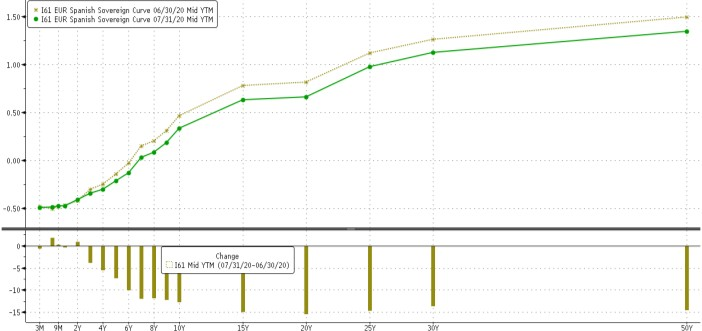 I61 EUR Spanish Sovereign Curve 06/30/20 Mid YTM
I61 EUR Spanish Sovereign Curve 07/31/20 Mid YTM
1.50
1.00
0.50
0.00
-0.50
Change
I61 Mid YTM (07/31/20-06/30/20)
0
-5
-10
-15
3M 9M 2Y 4Y 6Y 8Y 10Y 15Y 20Y 25Y 30Y 50Y